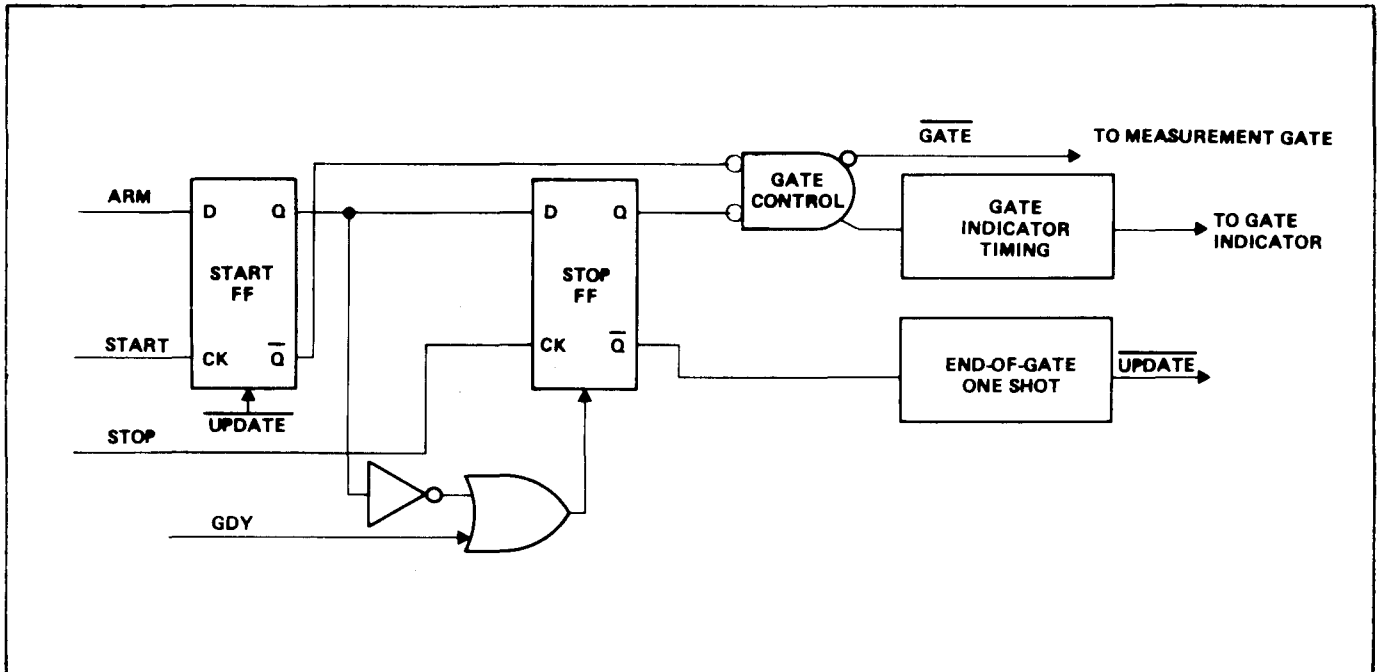 GATE
TO MEASUREMENT GATE
ARM
D
Q
START
FF
START
CK
Q
UPDATE
STOP
GDY
D
Q
STOP
FF
CK
Q
GATE
CONTROL
GATE
INDICATOR
TIMING
TO GATE
INDICATOR
END-OF-GATE
ONE SHOT
UPDATE